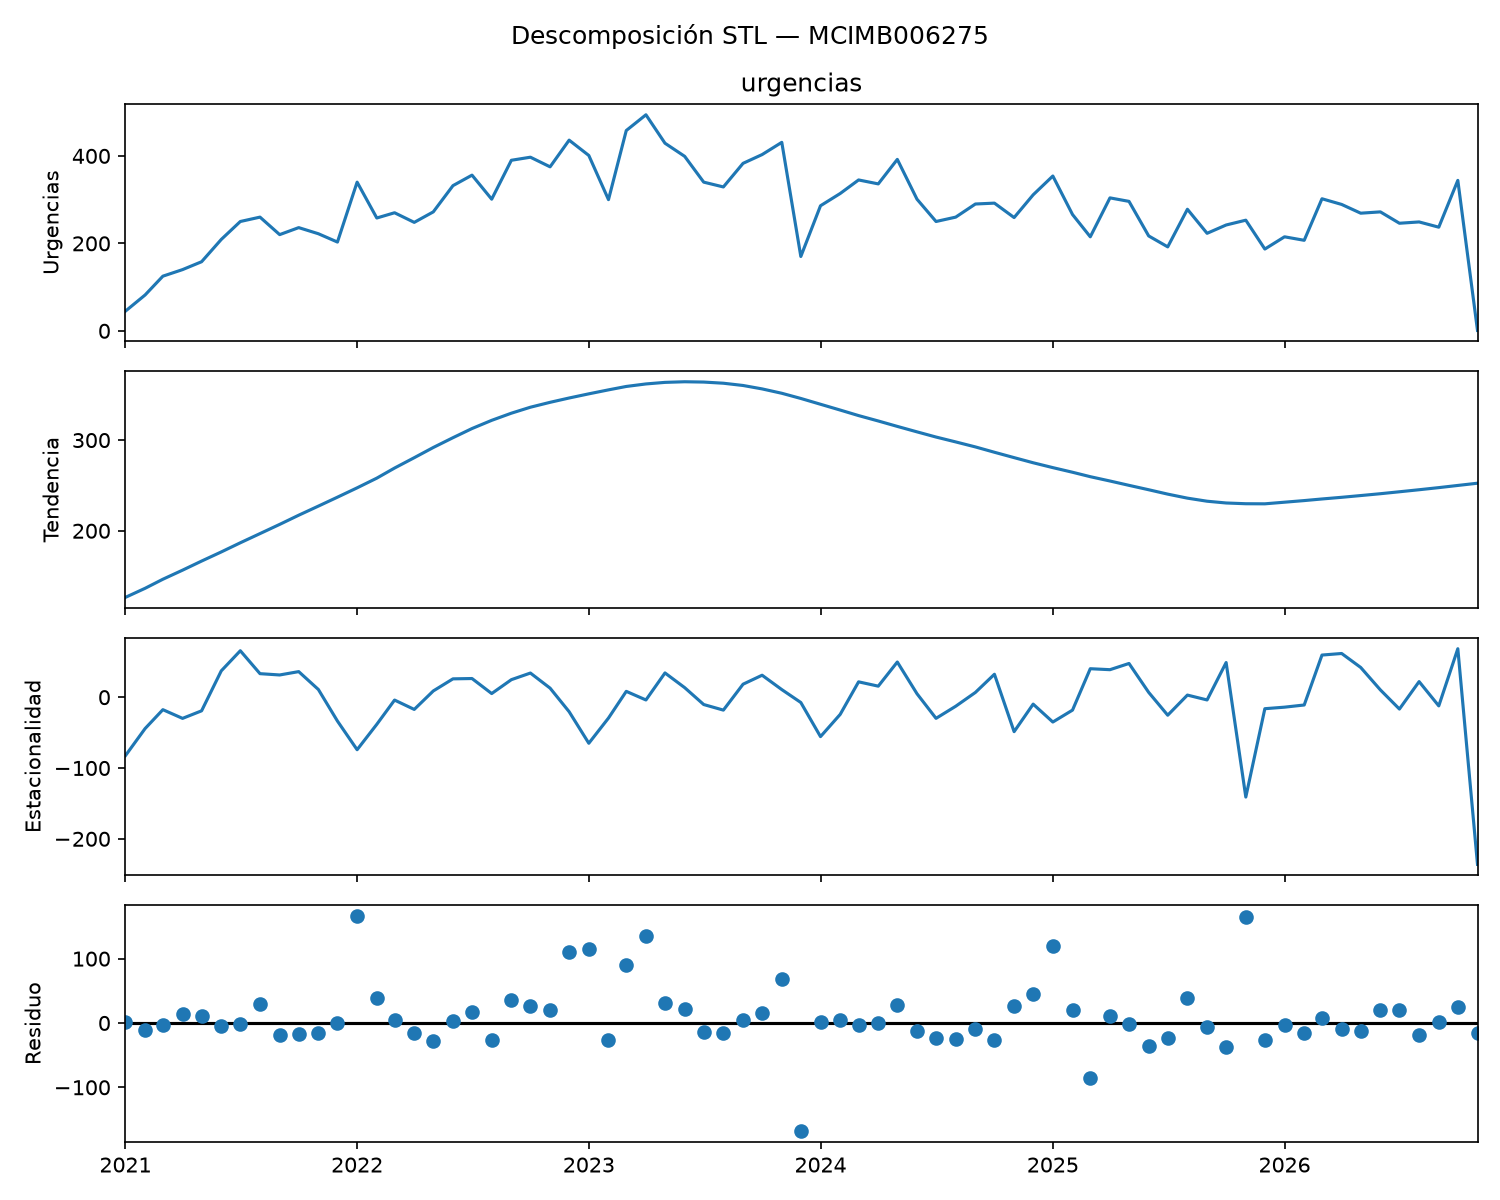 Descomposición STL — MCIMB006275
urgencias
Urgencias
400
200
0
Tendencia
300
200
Estacionalidad
0
−100
−200
Residuo
100
0
−100
2021
2022
2023
2024
2025
2026